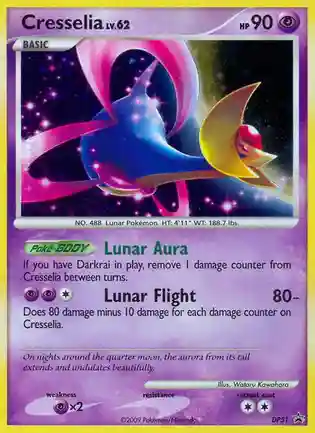 Cresselia LV.62 HP 90
BASIC
NO. 488 Lunar Pokémon. HT: 4'11" WT: 188.7 lbs.
Poké-BODY Lunar Aura
If you have Darkrai in play, remove 1 damage counter from
Cresselia between turns.
Lunar Flight 80-
Does 80 damage minus 10 damage for each damage counter on
Cresselia.
On nights around the quarter moon, the aurora from its tail
extends and undulates beautifully.
Illus. Wataru Kawahara
weakness resistance retreat cost
×2
©2009 Pokémon/Nintendo DP51